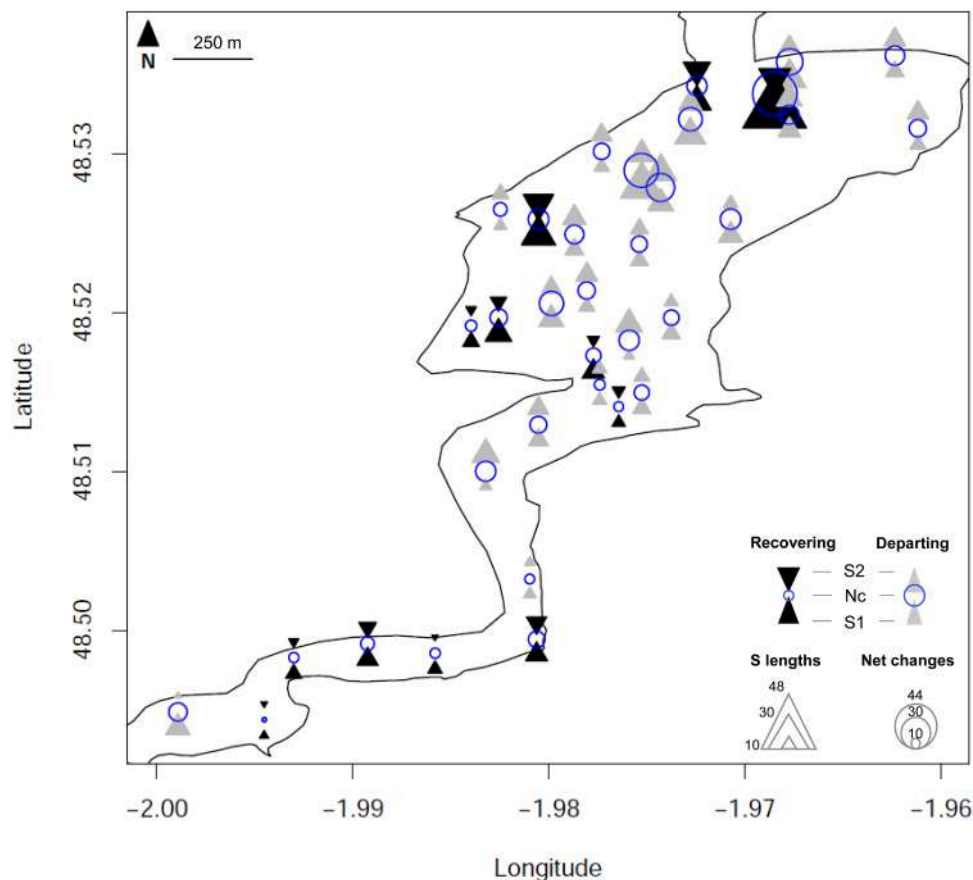 250 m
N
48.53
48.52
48.51
48.50
Latitude
Recovering Departing
S2
Nc
S1
S lengths Net changes
48
30
10
44
30
10
−2.00 −1.99 −1.98 −1.97 −1.96
Longitude